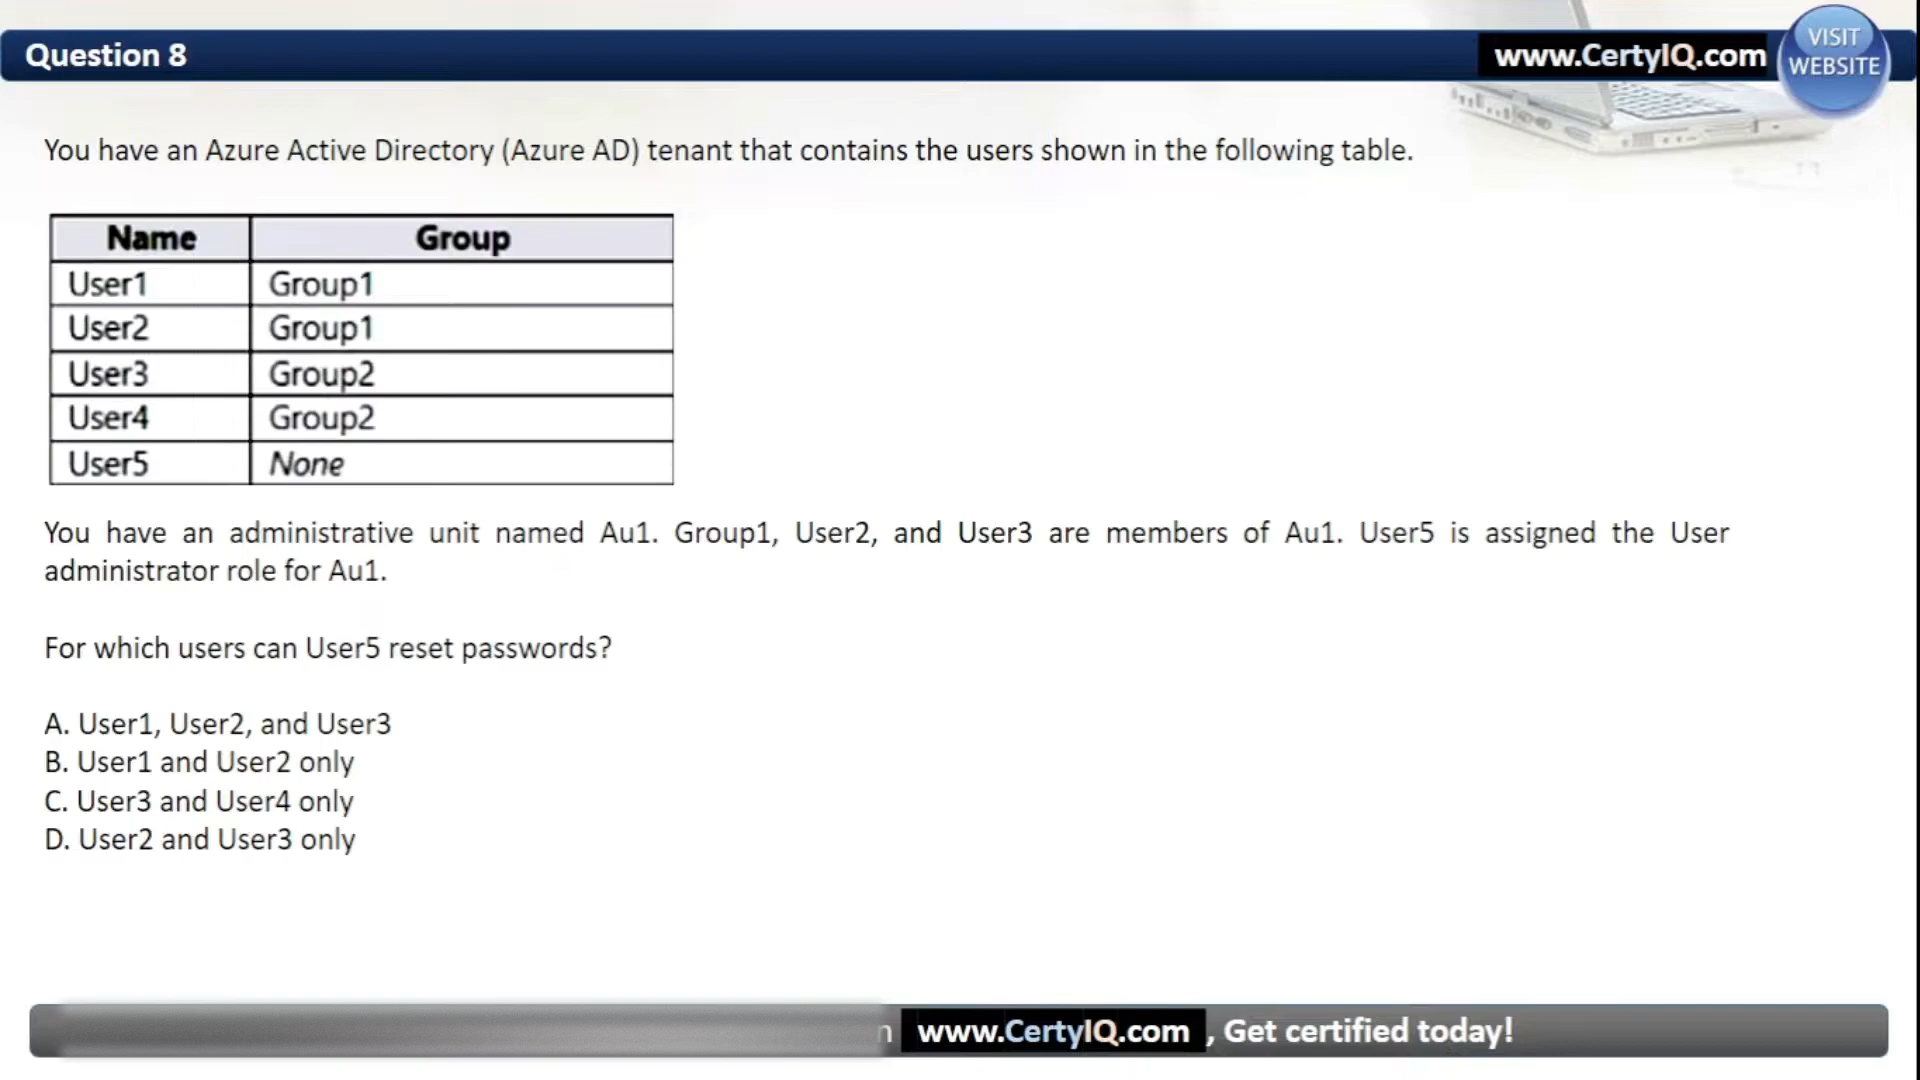 Question 8
www.CertyIQ.com
VISIT
WEBSITE
You have an Azure Active Directory (Azure AD) tenant that contains the users shown in the following table.
Name Group
User1 Group1
User2 Group1
User3 Group2
User4 Group2
User5 None
You have an administrative unit named Au1. Group1, User2, and User3 are members of Au1. User5 is assigned the User
administrator role for Au1.
For which users can User5 reset passwords?
A. User1, User2, and User3
B. User1 and User2 only
C. User3 and User4 only
D. User2 and User3 only
www.CertyIQ.com , Get certified today!